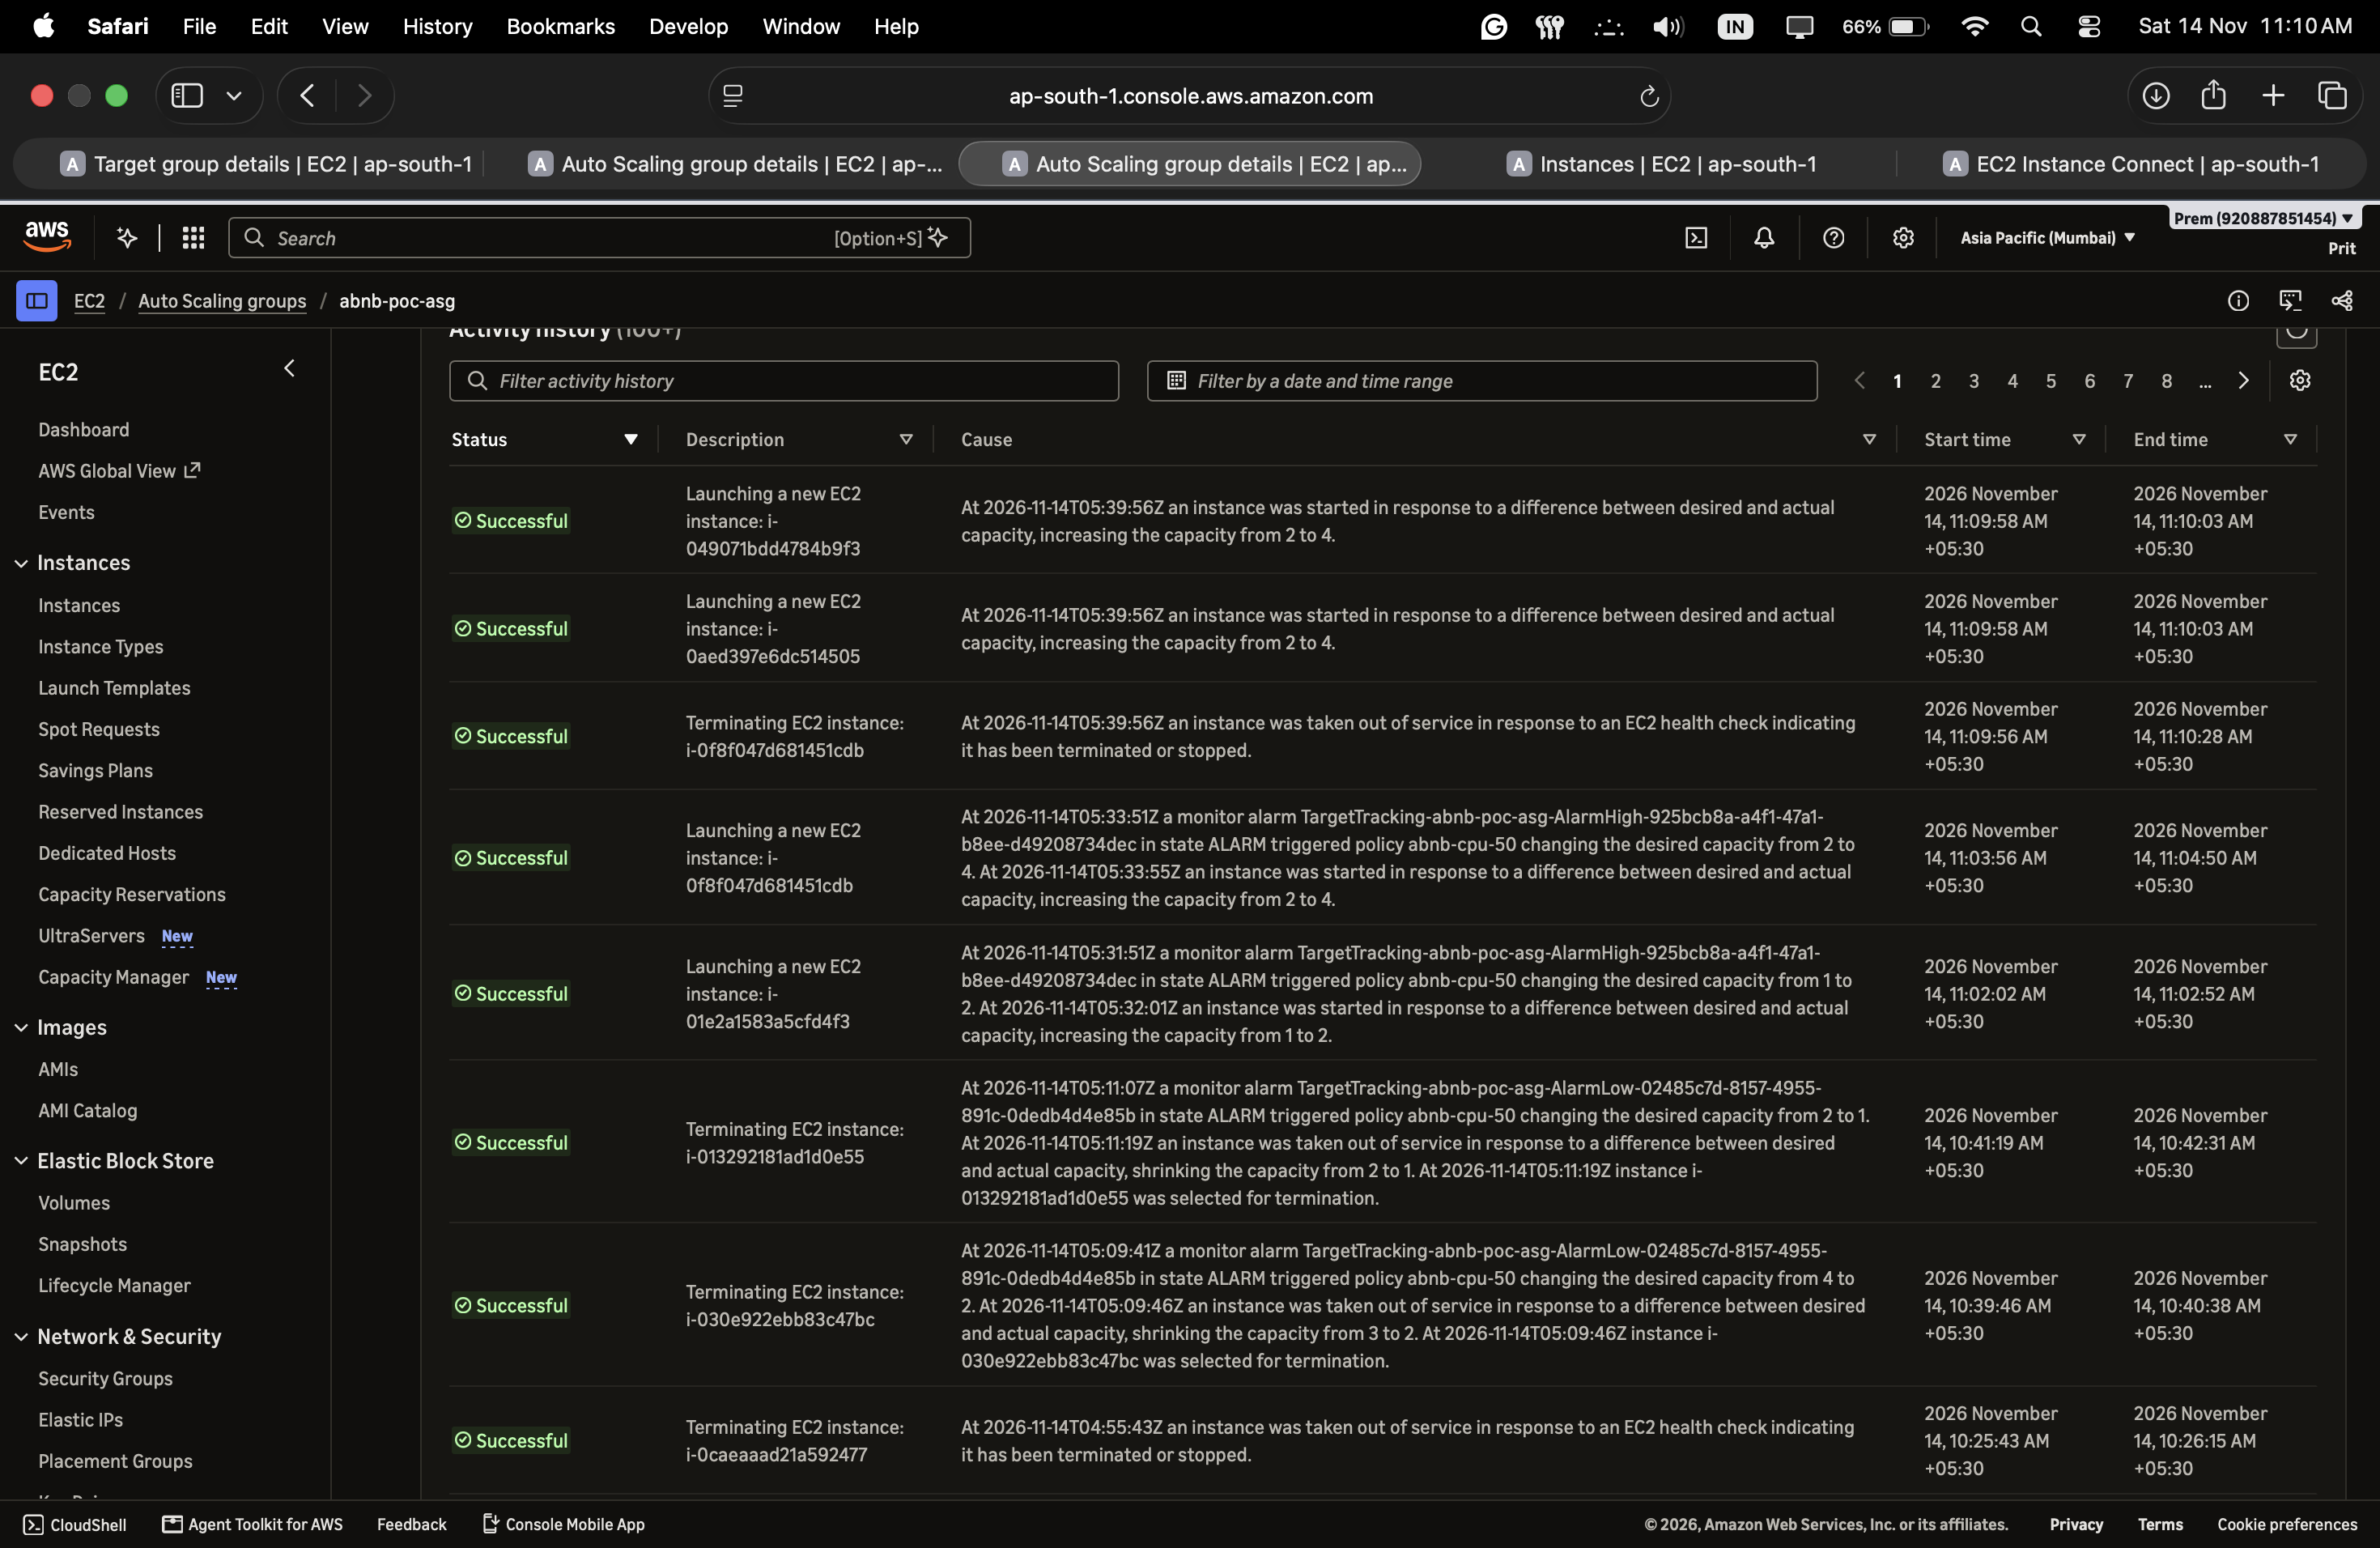 Safari File Edit View History Bookmarks Develop Window Help IN 66% Sat 14 Nov 11:10 AM
ap-south-1.console.aws.amazon.com
A Target group details | EC2 | ap-south-1 A Auto Scaling group details | EC2 | ap-... A Auto Scaling group details | EC2 | ap... A Instances | EC2 | ap-south-1 A EC2 Instance Connect | ap-south-1
aws Search [Option+S] Asia Pacific (Mumbai) Prem (920887851454)
Prit
EC2 / Auto Scaling groups / abnb-poc-asg
EC2
Dashboard
AWS Global View
Events
Instances
Instances
Instance Types
Launch Templates
Spot Requests
Savings Plans
Reserved Instances
Dedicated Hosts
Capacity Reservations
UltraServers New
Capacity Manager New
Images
AMIs
AMI Catalog
Elastic Block Store
Volumes
Snapshots
Lifecycle Manager
Network & Security
Security Groups
Elastic IPs
Placement Groups
Activity history (100+)
Filter activity history Filter by a date and time range 1 2 3 4 5 6 7 8 ...
Status Description Cause Start time End time
Successful
Launching a new EC2
instance: i-
049071bdd4784b9f3
At 2026-11-14T05:39:56Z an instance was started in response to a difference between desired and actual
capacity, increasing the capacity from 2 to 4.
2026 November
14, 11:09:58 AM
+05:30
2026 November
14, 11:10:03 AM
+05:30
Successful
Launching a new EC2
instance: i-
0aed397e6dc514505
At 2026-11-14T05:39:56Z an instance was started in response to a difference between desired and actual
capacity, increasing the capacity from 2 to 4.
2026 November
14, 11:09:58 AM
+05:30
2026 November
14, 11:10:03 AM
+05:30
Successful
Terminating EC2 instance:
i-0f8f047d681451cdb
At 2026-11-14T05:39:56Z an instance was taken out of service in response to an EC2 health check indicating
it has been terminated or stopped.
2026 November
14, 11:09:56 AM
+05:30
2026 November
14, 11:10:28 AM
+05:30
Successful
Launching a new EC2
instance: i-
0f8f047d681451cdb
At 2026-11-14T05:33:51Z a monitor alarm TargetTracking-abnb-poc-asg-AlarmHigh-925bcb8a-a4f1-47a1-
b8ee-d49208734dec in state ALARM triggered policy abnb-cpu-50 changing the desired capacity from 2 to
4. At 2026-11-14T05:33:55Z an instance was started in response to a difference between desired and actual
capacity, increasing the capacity from 2 to 4.
2026 November
14, 11:03:56 AM
+05:30
2026 November
14, 11:04:50 AM
+05:30
Successful
Launching a new EC2
instance: i-
01e2a1583a5cfd4f3
At 2026-11-14T05:31:51Z a monitor alarm TargetTracking-abnb-poc-asg-AlarmHigh-925bcb8a-a4f1-47a1-
b8ee-d49208734dec in state ALARM triggered policy abnb-cpu-50 changing the desired capacity from 1 to
2. At 2026-11-14T05:32:01Z an instance was started in response to a difference between desired and actual
capacity, increasing the capacity from 1 to 2.
2026 November
14, 11:02:02 AM
+05:30
2026 November
14, 11:02:52 AM
+05:30
Successful
Terminating EC2 instance:
i-013292181ad1d0e55
At 2026-11-14T05:11:07Z a monitor alarm TargetTracking-abnb-poc-asg-AlarmLow-02485c7d-8157-4955-
891c-0dedb4d4e85b in state ALARM triggered policy abnb-cpu-50 changing the desired capacity from 2 to 1.
At 2026-11-14T05:11:19Z an instance was taken out of service in response to a difference between desired
and actual capacity, shrinking the capacity from 2 to 1. At 2026-11-14T05:11:19Z instance i-
013292181ad1d0e55 was selected for termination.
2026 November
14, 10:41:19 AM
+05:30
2026 November
14, 10:42:31 AM
+05:30
Successful
Terminating EC2 instance:
i-030e922ebb83c47bc
At 2026-11-14T05:09:41Z a monitor alarm TargetTracking-abnb-poc-asg-AlarmLow-02485c7d-8157-4955-
891c-0dedb4d4e85b in state ALARM triggered policy abnb-cpu-50 changing the desired capacity from 4 to
2. At 2026-11-14T05:09:46Z an instance was taken out of service in response to a difference between desired
and actual capacity, shrinking the capacity from 3 to 2. At 2026-11-14T05:09:46Z instance i-
030e922ebb83c47bc was selected for termination.
2026 November
14, 10:39:46 AM
+05:30
2026 November
14, 10:40:38 AM
+05:30
Successful
Terminating EC2 instance:
i-0caeaaad21a592477
At 2026-11-14T04:55:43Z an instance was taken out of service in response to an EC2 health check indicating
it has been terminated or stopped.
2026 November
14, 10:25:43 AM
+05:30
2026 November
14, 10:26:15 AM
+05:30
CloudShell Agent Toolkit for AWS Feedback Console Mobile App © 2026, Amazon Web Services, Inc. or its affiliates. Privacy Terms Cookie preferences